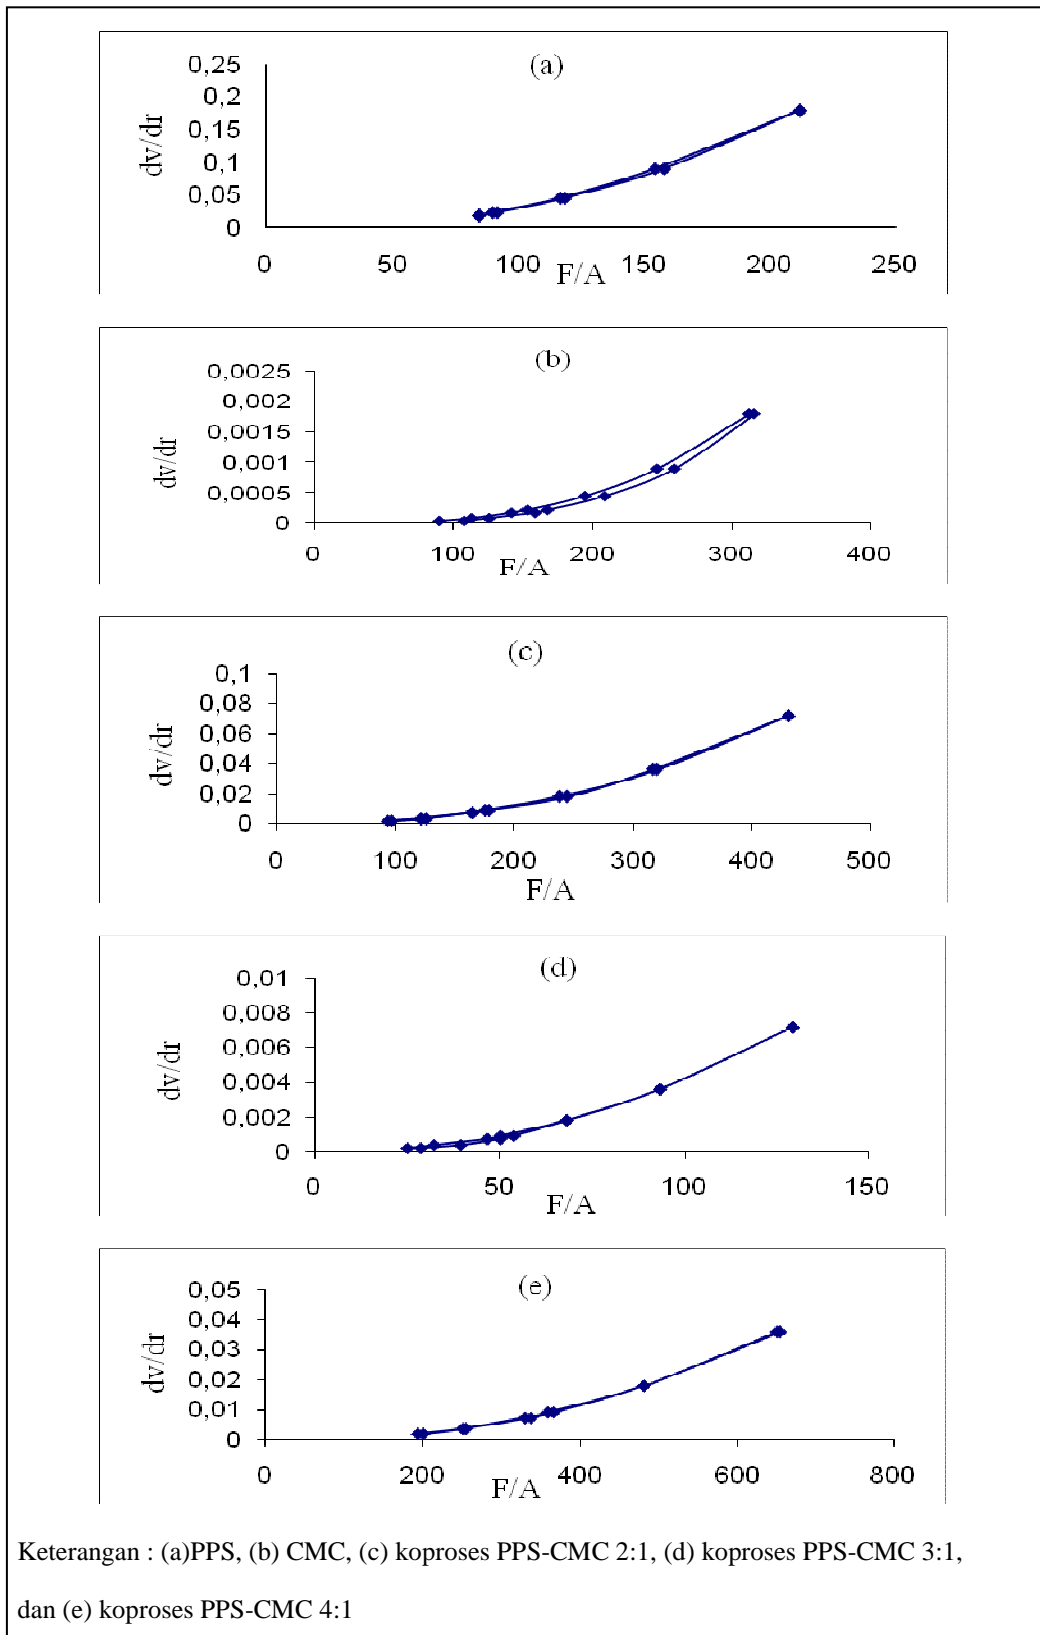 (a)
0,25
0,2
0,15
0,1
0,05
0
dv/dr
0 50 100 150 200 250
F/A
(b)
0,0025
0,002
0,0015
0,001
0,0005
0
dv/dr
0 100 200 300 400
F/A
(c)
0,1
0,08
0,06
0,04
0,02
0
dv/dr
0 100 200 300 400 500
F/A
(d)
0,01
0,008
0,006
0,004
0,002
0
dv/dr
0 50 100 150
F/A
(e)
0,05
0,04
0,03
0,02
0,01
0
dv/dr
0 200 400 600 800
F/A
Keterangan : (a)PPS, (b) CMC, (c) koproses PPS-CMC 2:1, (d) koproses PPS-CMC 3:1,
dan (e) koproses PPS-CMC 4:1